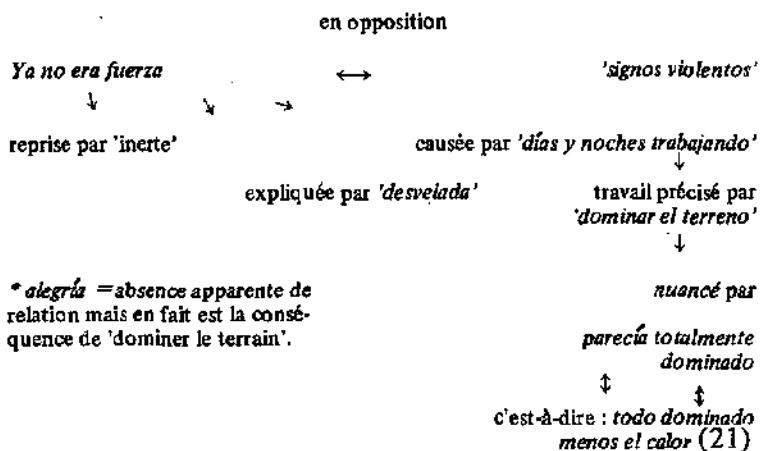 en opposition
Ya no era fuerza ↔ 'signos violentos'
↓ ↘ →
reprise par 'inerte' causée par 'días y noches trabajando'
↓
expliquée par 'desvelada' travail précisé par
'dominar el terreno'
↓
* alegría = absence apparente de
relation mais en fait est la consé-
quence de 'dominer le terrain'.
nuancé par
parecía totalmente
dominado
↕ ↕
c'est-à-dire : todo dominado
menos el calor (21)